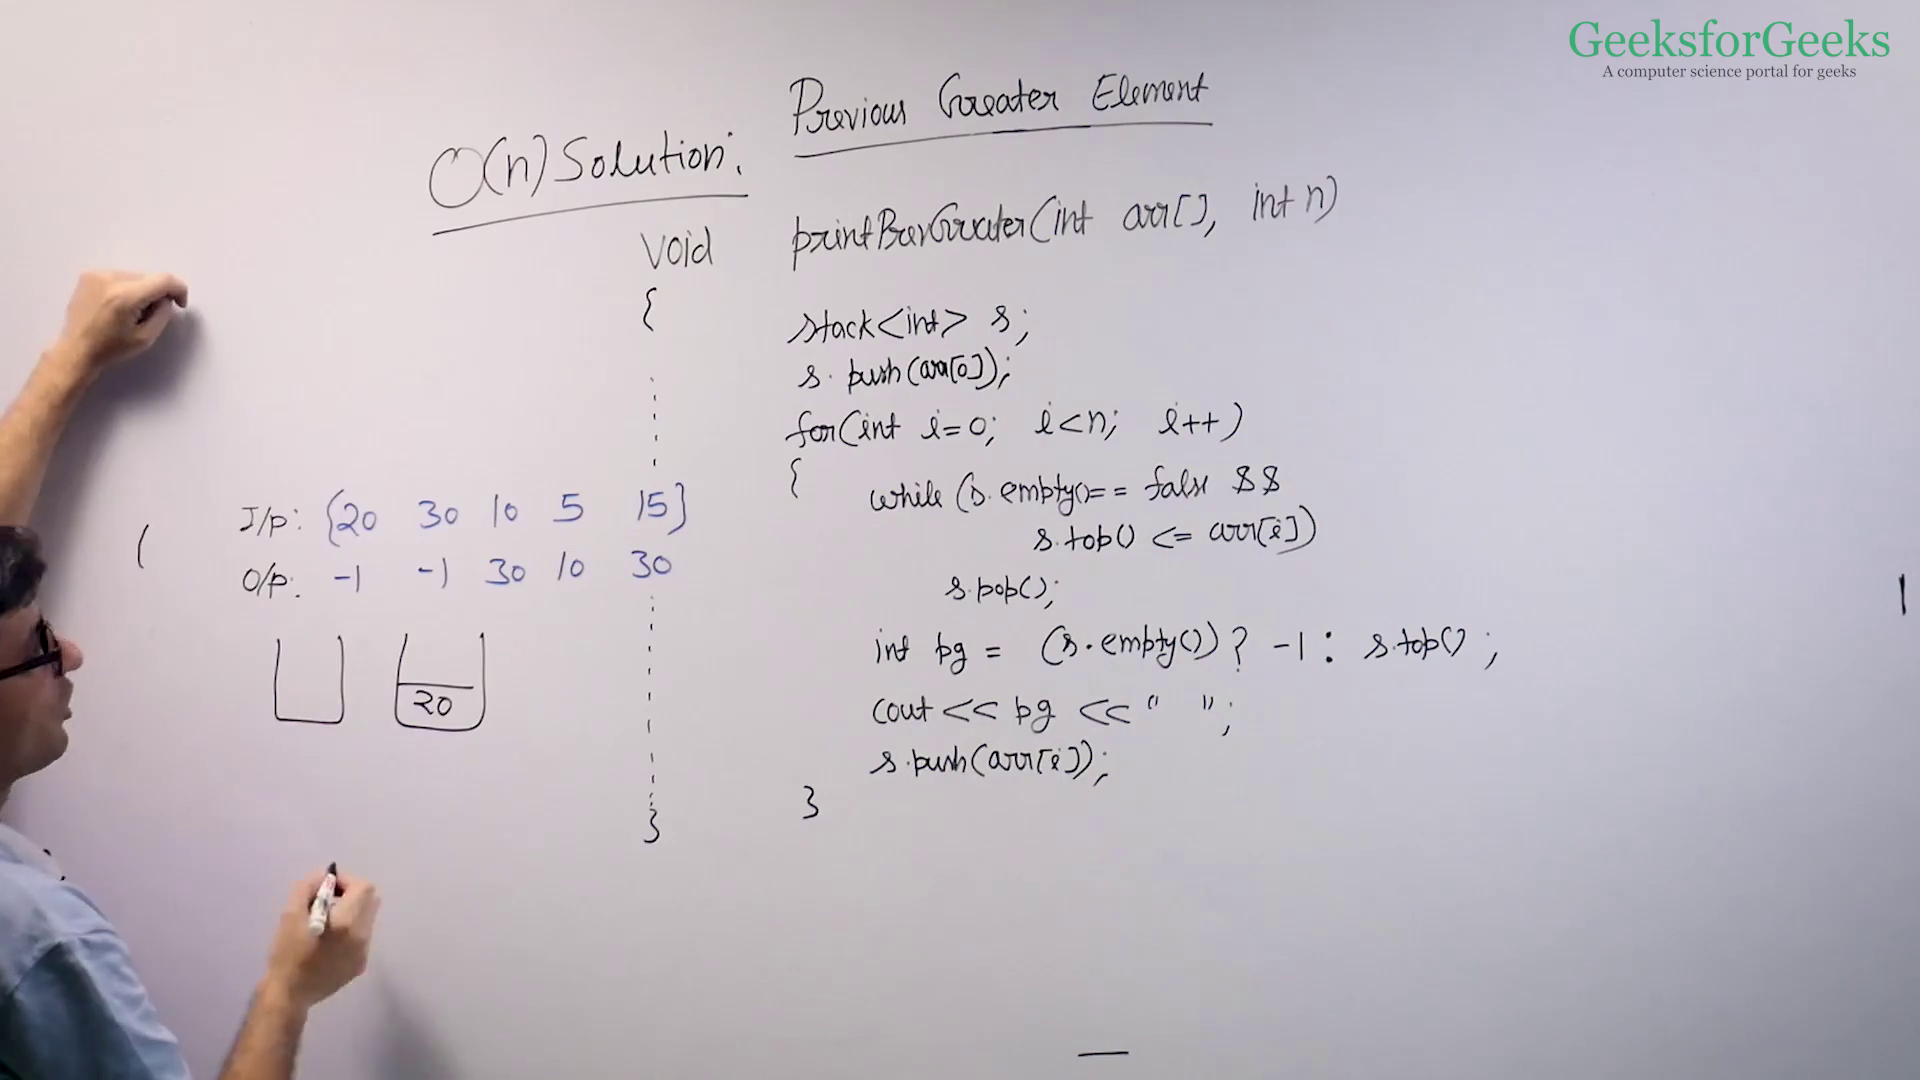 GeeksforGeeks
A computer science portal for geeks
Previous Greater Element
O(n) Solution:
void printPrevGreater(int arr[], int n)
{
stack<int> s;
s.push(arr[0]);
for(int i=0; i<n; i++)
{
while (s.empty()== false &&
s.top() <= arr[i])
s.pop();
int pg = (s.empty()) ? -1 : s.top() ;
cout << pg << " ";
s.push(arr[i]);
}
}
I/p: {20 30 10 5 15}
O/p: -1 -1 30 10 30
20